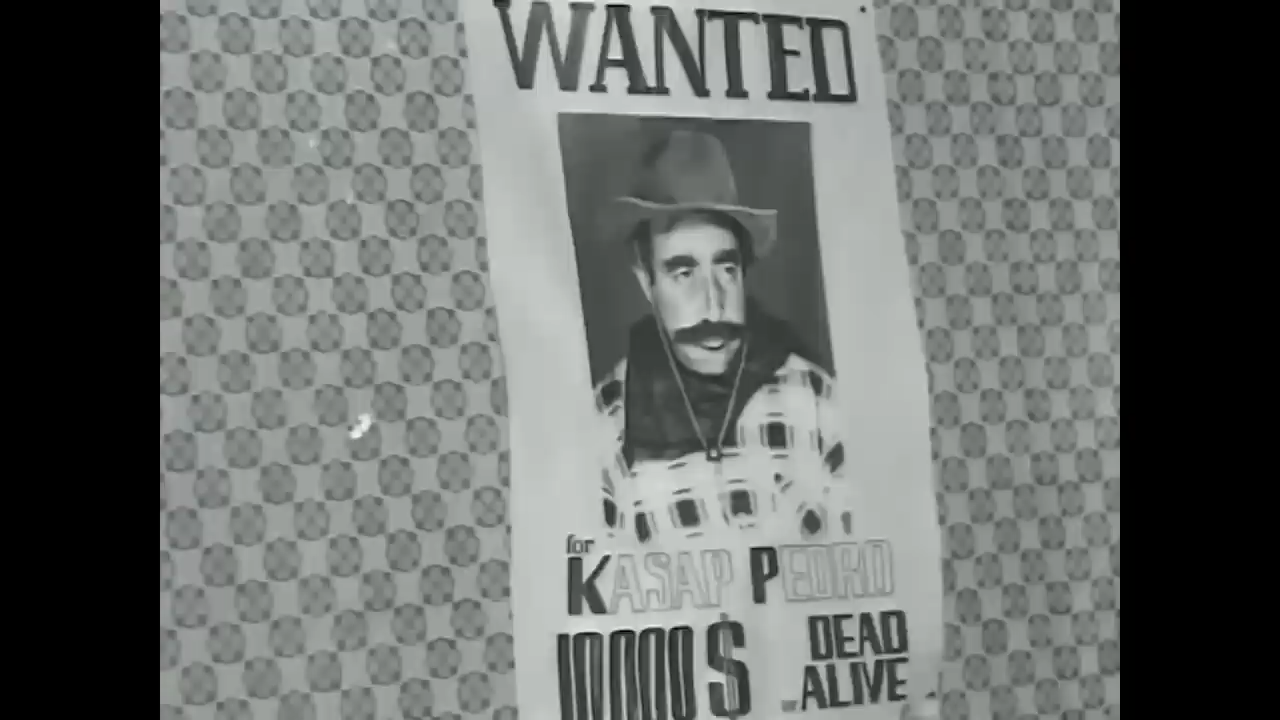 WANTED
for
KASAP PEDRO
10000$
DEAD
..ALIVE